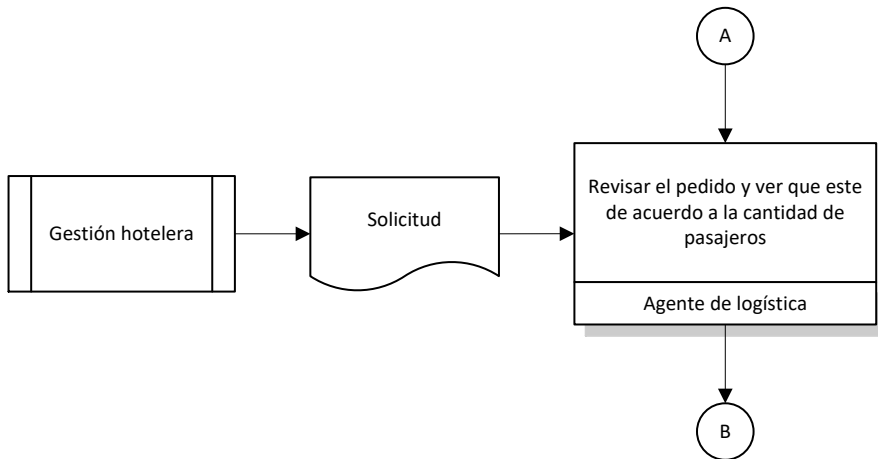 A
Gestión hotelera
Solicitud
Revisar el pedido y ver que este
de acuerdo a la cantidad de
pasajeros
Agente de logística
B